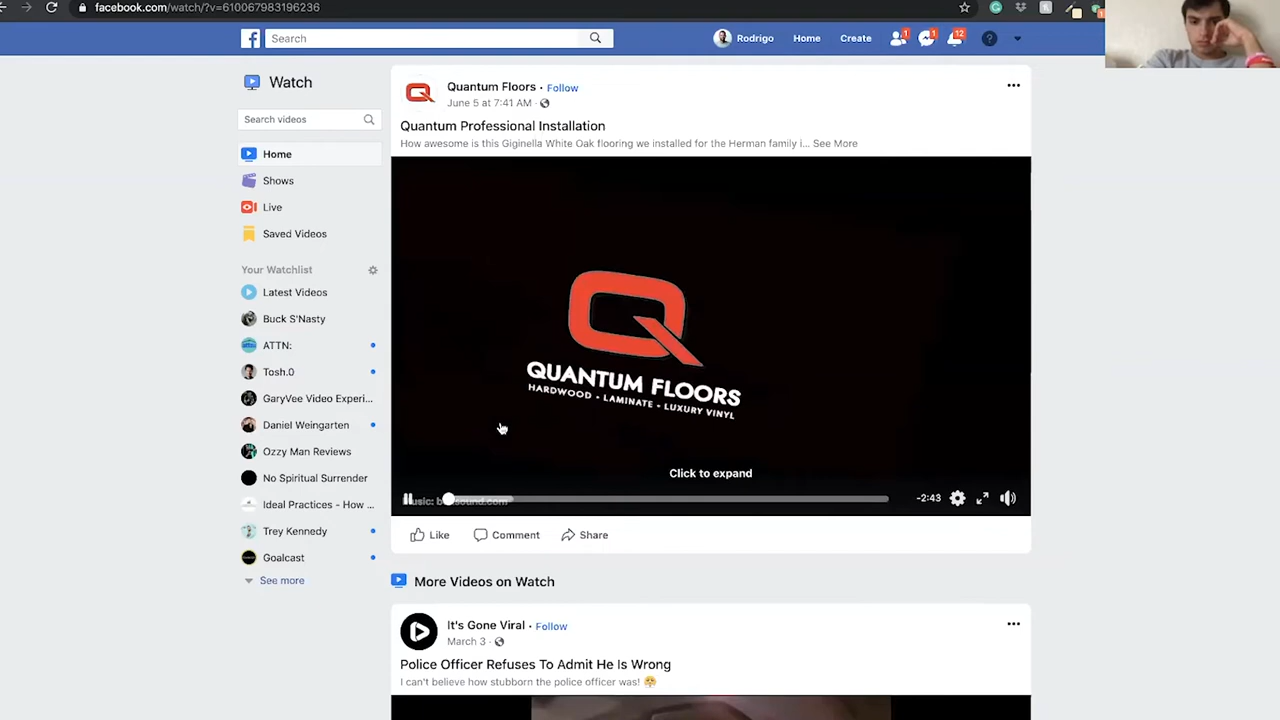 facebook.com/watch/?v=610067983196236
Search
Rodrigo
Home
Create
1
1
12
Watch
Search videos
Home
Shows
Live
Saved Videos
Your Watchlist
Latest Videos
Buck S'Nasty
ATTN:
Tosh.0
GaryVee Video Experi...
Daniel Weingarten
Ozzy Man Reviews
No Spiritual Surrender
Ideal Practices - How ...
Trey Kennedy
Goalcast
See more
Quantum Floors · Follow
June 5 at 7:41 AM ·
Quantum Professional Installation
How awesome is this Giginella White Oak flooring we installed for the Herman family i... See More
QUANTUM FLOORS
HARDWOOD - LAMINATE - LUXURY VINYL
Click to expand
-2:43
Like
Comment
Share
More Videos on Watch
It's Gone Viral · Follow
March 3 ·
Police Officer Refuses To Admit He Is Wrong
I can't believe how stubborn the police officer was! 😤